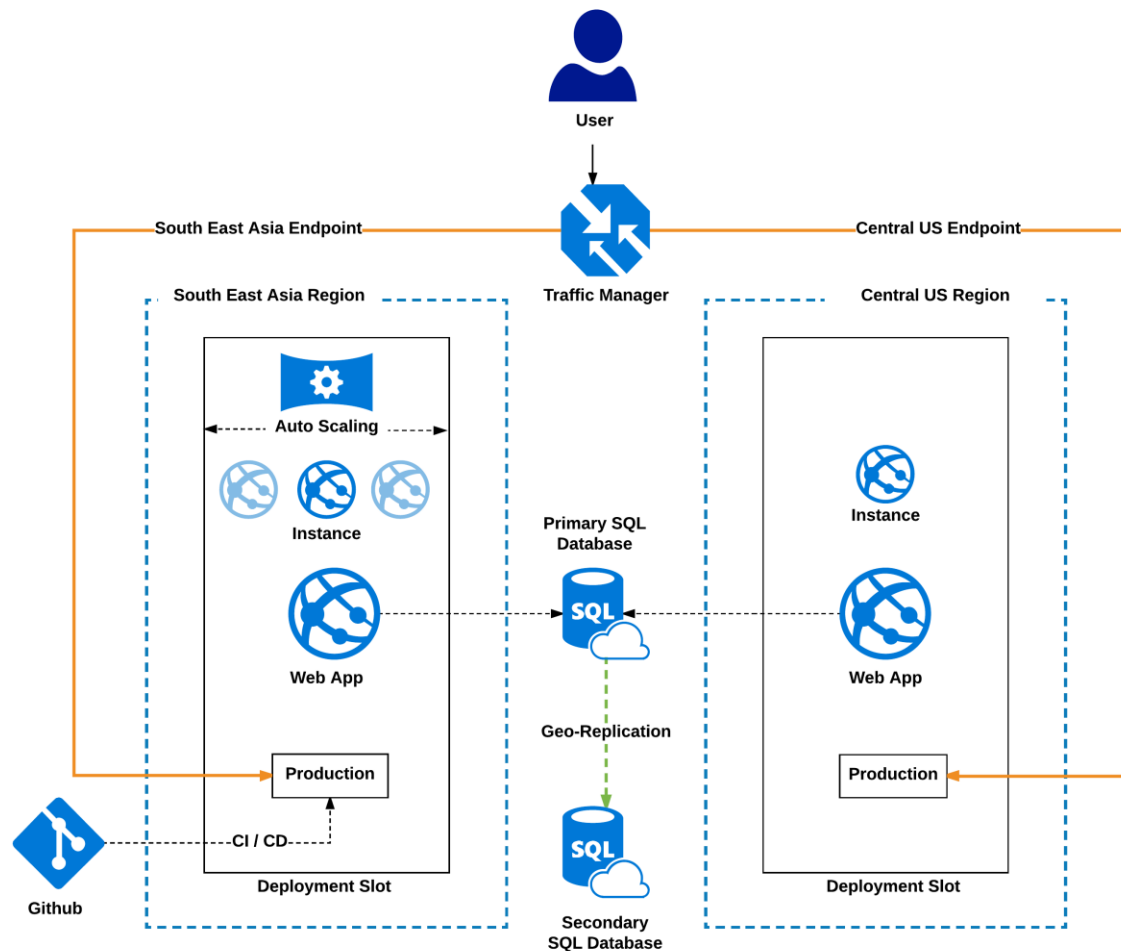 User
South East Asia Endpoint
Central US Endpoint
Traffic Manager
South East Asia Region
Central US Region
Auto Scaling
Instance
Instance
Primary SQL
Database
SQL
Web App
Web App
Geo-Replication
Production
Production
CI / CD
SQL
Github
Deployment Slot
Deployment Slot
Secondary
SQL Database